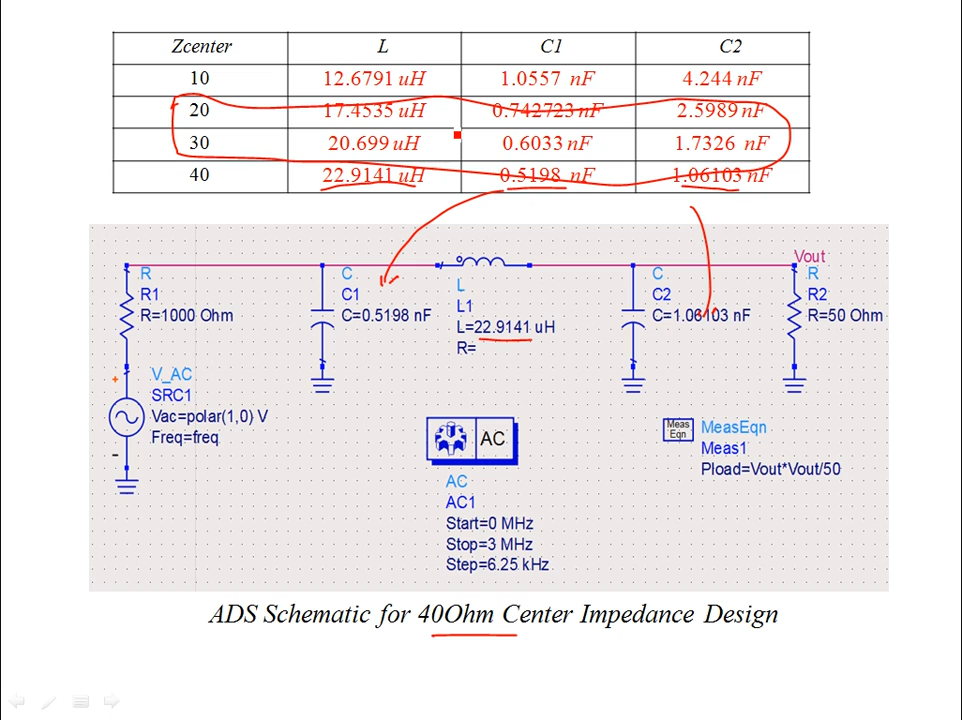 Zcenter L C1 C2
10 12.6791 uH 1.0557 nF 4.244 nF
20 17.4535 uH 0.742723 nF 2.5989 nF
30 20.699 uH 0.6033 nF 1.7326 nF
40 22.9141 uH 0.5198 nF 1.06103 nF
Vout
R
R1
R=1000 Ohm
C
C1
C=0.5198 nF
L
L1
L=22.9141 uH
R=
C
C2
C=1.06103 nF
R
R2
R=50 Ohm
+
V_AC
SRC1
Vac=polar(1,0) V
Freq=freq
-
AC
AC
AC1
Start=0 MHz
Stop=3 MHz
Step=6.25 kHz
Meas
Eqn
MeasEqn
Meas1
Pload=Vout*Vout/50
ADS Schematic for 40Ohm Center Impedance Design